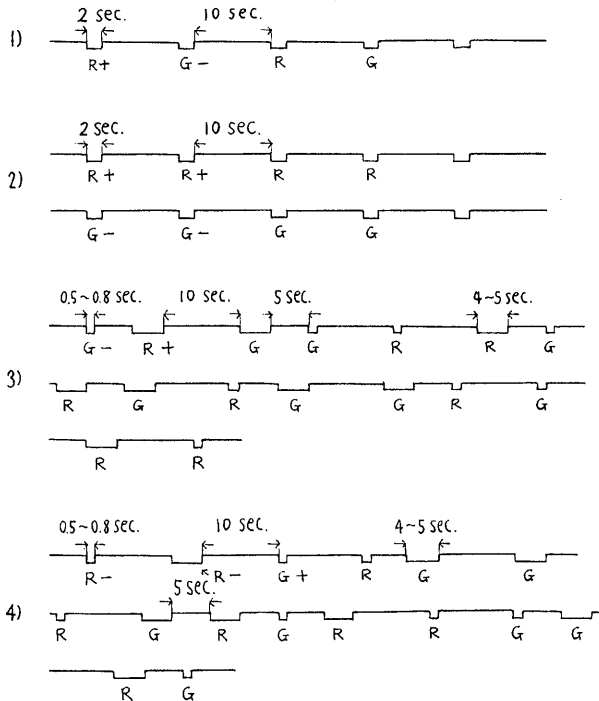 2 sec. 10 sec.
1)
R+ G- R G
2 sec. 10 sec.
R+ R+ R R
2)
G- G- G G
0.5~0.8 sec. 10 sec. 5 sec. 4~5 sec.
G- R+ G G R R G
3)
R G R G G R G
R R
0.5~0.8 sec. 10 sec. 4~5 sec.
R- R- G+ R G G
5 sec.
4)
R G R G R R G G
R G